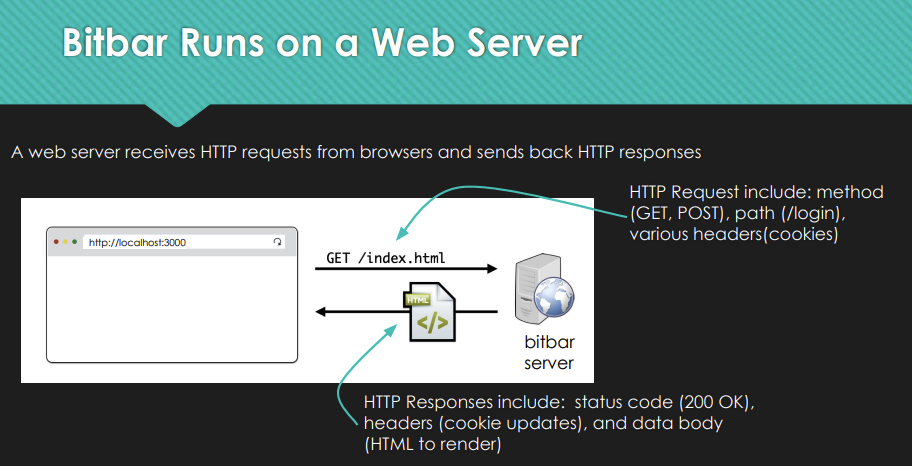 Bitbar Runs on a Web Server
A web server receives HTTP requests from browsers and sends back HTTP responses
HTTP Request include: method
(GET, POST), path (/login),
various headers(cookies)
http://localhost:3000
GET /index.html
HTML
</>
bitbar
server
HTTP Responses include:  status code (200 OK),
headers (cookie updates), and data body
(HTML to render)